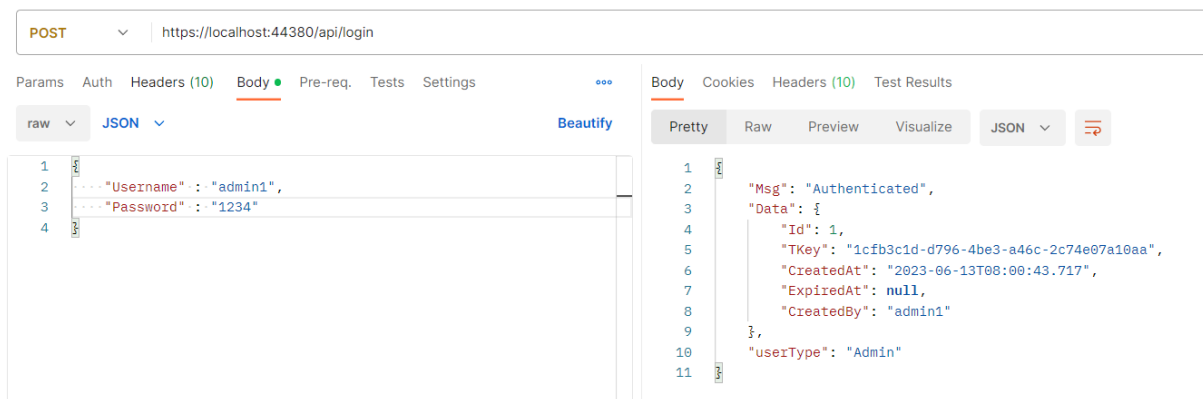 POST https://localhost:44380/api/login
Params Auth Headers (10) Body Pre-req. Tests Settings
raw JSON Beautify
1 {
2 "Username" : "admin1",
3 "Password" : "1234"
4 }
Body Cookies Headers (10) Test Results
Pretty Raw Preview Visualize JSON
1 {
2 "Msg": "Authenticated",
3 "Data": {
4 "Id": 1,
5 "TKey": "1cfb3c1d-d796-4be3-a46c-2c74e07a10aa",
6 "CreatedAt": "2023-06-13T08:00:43.717",
7 "ExpiredAt": null,
8 "CreatedBy": "admin1"
9 },
10 "userType": "Admin"
11 }